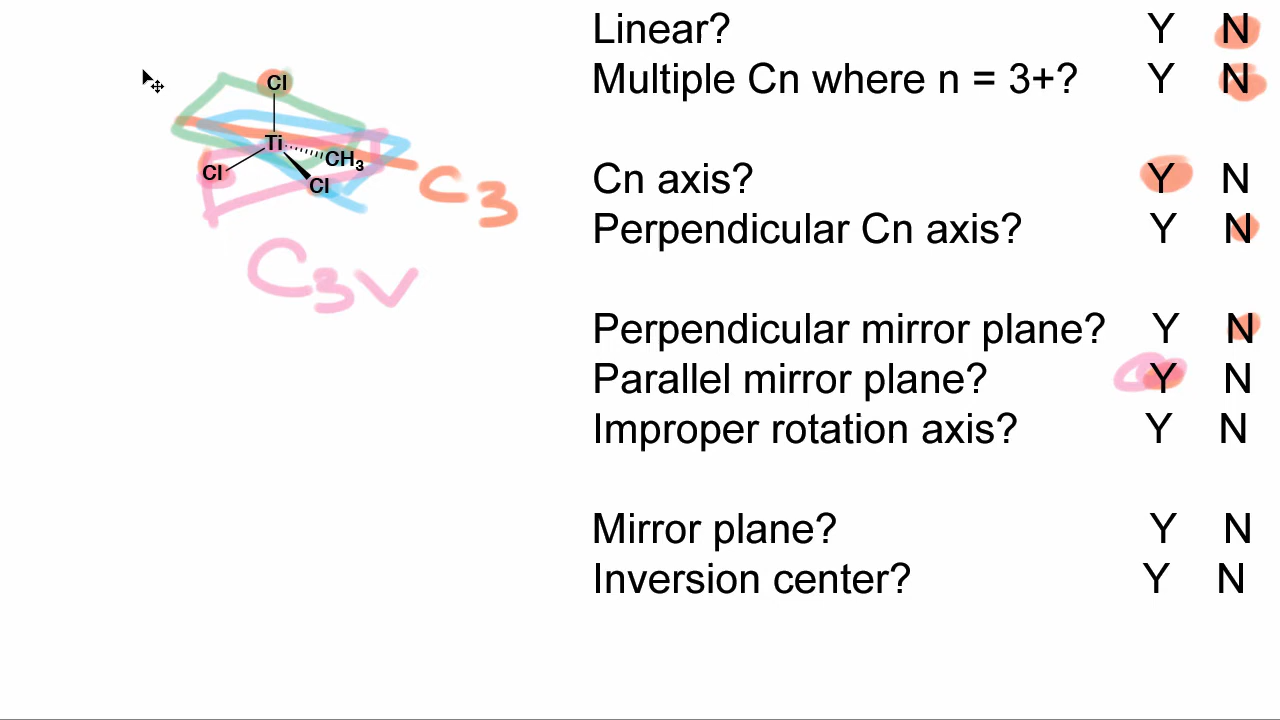 Linear? Y N
Multiple Cn where n = 3+? Y N
Cl
Ti
CH3
Cl
Cl
C3
Cn axis? Y N
Perpendicular Cn axis? Y N
C3v
Perpendicular mirror plane? Y N
Parallel mirror plane? Y N
Improper rotation axis? Y N
Mirror plane? Y N
Inversion center? Y N